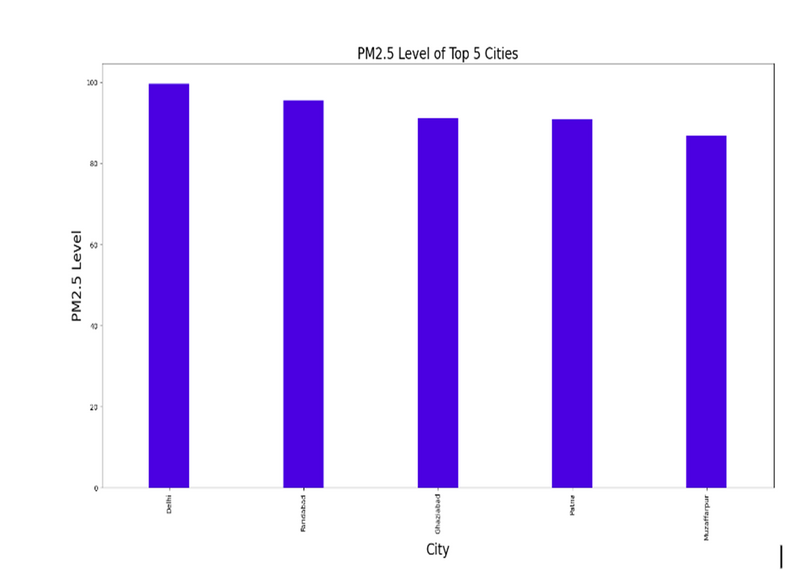 PM2.5 Level of Top 5 Cities
100
80
60
40
20
0
PM2.5 Level
Delhi
Faridabad
Ghaziabad
Patna
Muzaffarpur
City